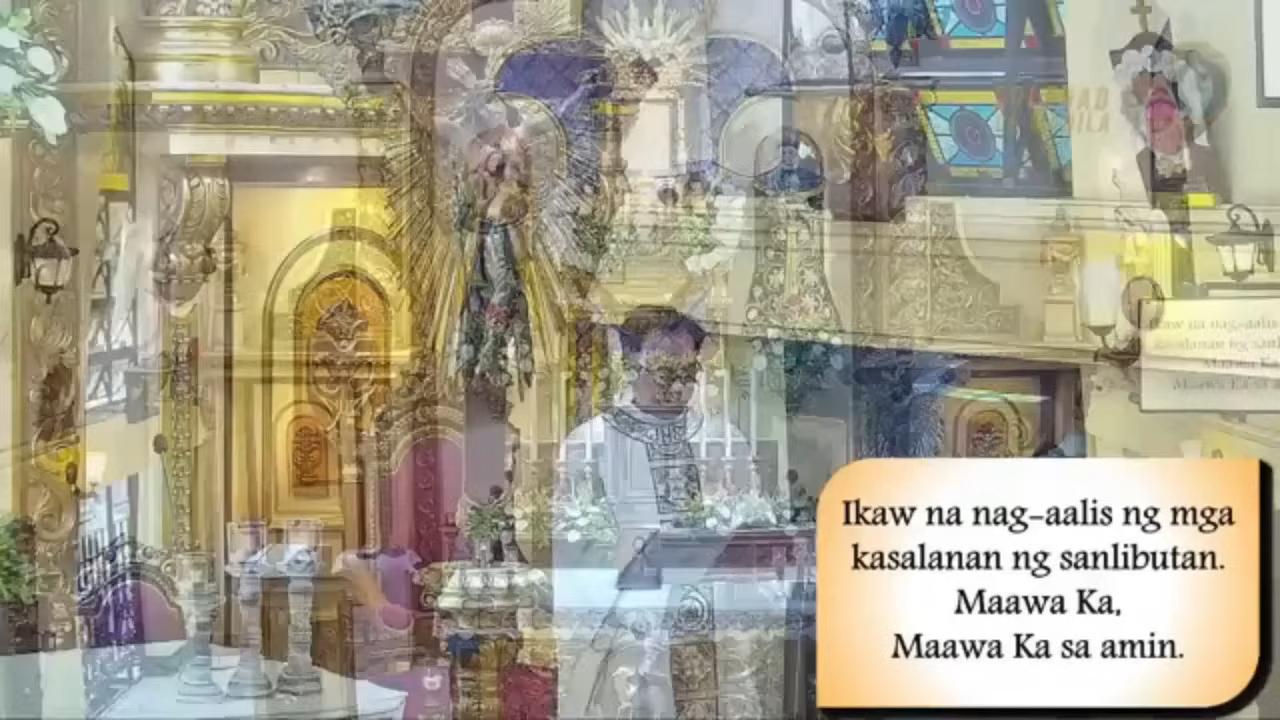 Ikaw na nag-aalis ng mga
kasalanan ng sanlibutan.
Maawa Ka,
Maawa Ka sa amin.